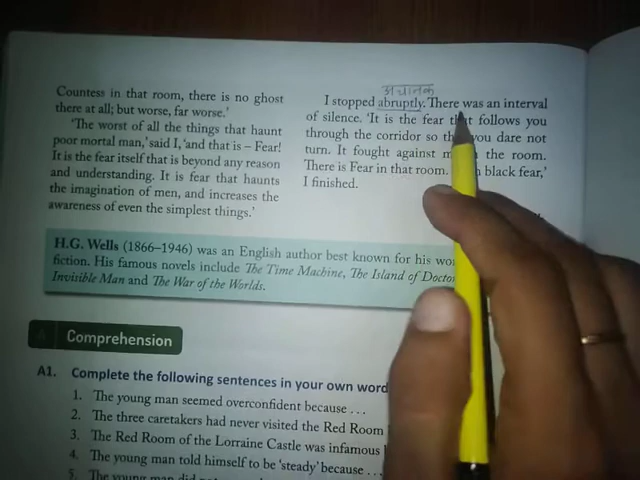 Countess in that room, there is no ghost
there at all; but worse, far worse.'
'The worst of all the things that haunt
poor mortal man,' said I, 'and that is – Fear!
It is the fear itself that is beyond any reason
and understanding. It is fear that haunts
the imagination of men, and increases the
awareness of even the simplest things.'
अचानक
I stopped abruptly. There was an interval
of silence. 'It is the fear that follows you
through the corridor so you dare not
turn. It fought against the room.
There is Fear in that room. black fear,'
I finished.
H.G. Wells (1866–1946) was an English author best known for his
fiction. His famous novels include The Time Machine, The Island of
Invisible Man and The War of the Worlds.
Comprehension
A1. Complete the following sentences in your own
1. The young man seemed overconfident because ...
2. The three caretakers had never visited the Red Room
3. The Red Room of the Lorraine Castle was infamous
4. The young man told himself to be 'steady' because ...
5. The young man